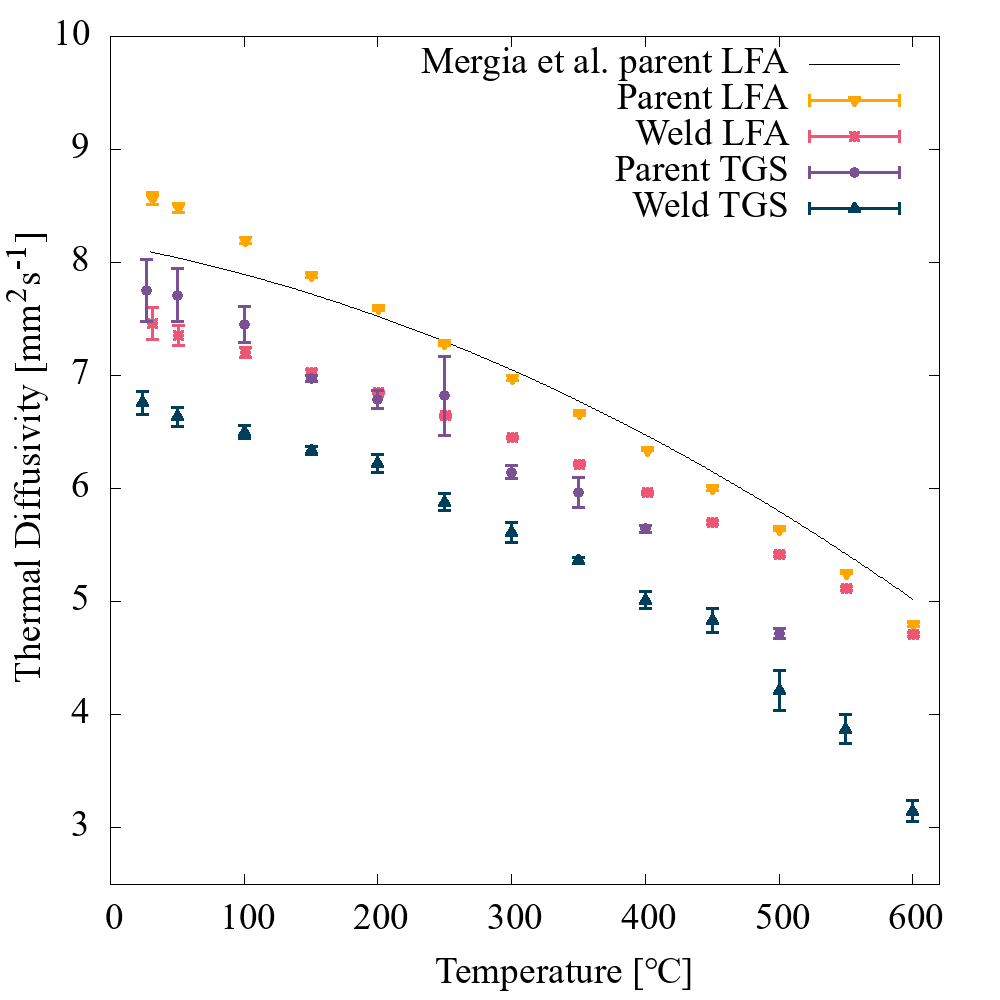 10
9
8
7
6
5
4
3
Thermal Diffusivity [mm²s⁻¹]
Mergia et al. parent LFA
Parent LFA
Weld LFA
Parent TGS
Weld TGS
0 100 200 300 400 500 600
Temperature [°C]